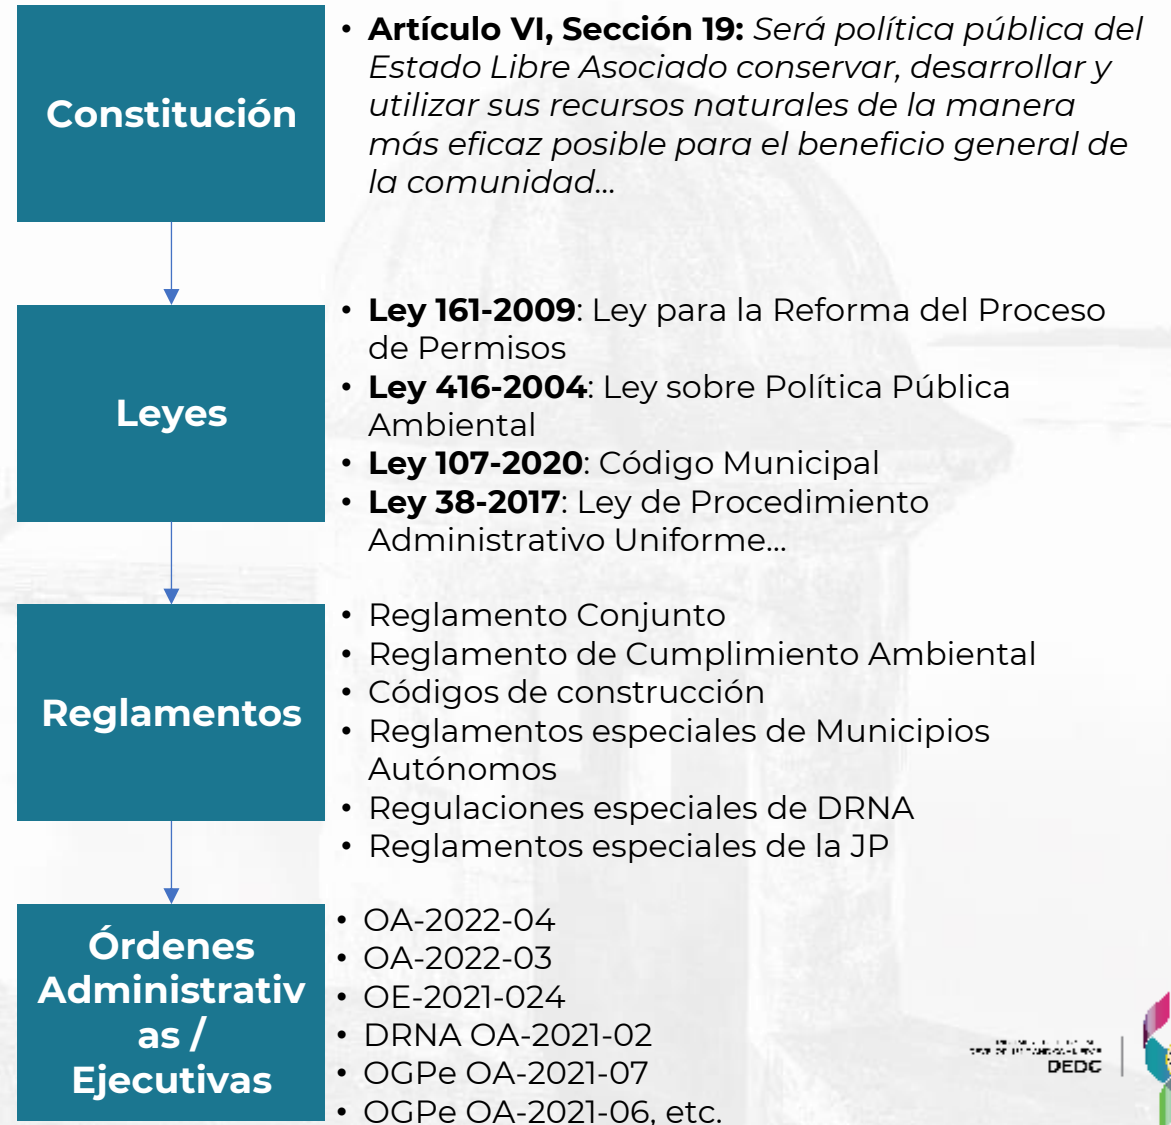 Constitución
• Artículo VI, Sección 19: Será política pública del
Estado Libre Asociado conservar, desarrollar y
utilizar sus recursos naturales de la manera
más eficaz posible para el beneficio general de
la comunidad...
Leyes
• Ley 161-2009: Ley para la Reforma del Proceso
de Permisos
• Ley 416-2004: Ley sobre Política Pública
Ambiental
• Ley 107-2020: Código Municipal
• Ley 38-2017: Ley de Procedimiento
Administrativo Uniforme...
Reglamentos
• Reglamento Conjunto
• Reglamento de Cumplimiento Ambiental
• Códigos de construcción
• Reglamentos especiales de Municipios
Autónomos
• Regulaciones especiales de DRNA
• Reglamentos especiales de la JP
Órdenes
Administrativ
as /
Ejecutivas
• OA-2022-04
• OA-2022-03
• OE-2021-024
• DRNA OA-2021-02
• OGPe OA-2021-07
• OGPe OA-2021-06, etc.
DEDC